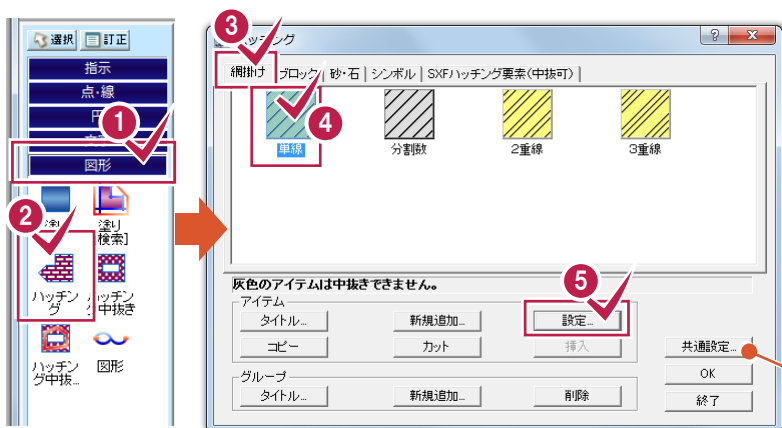 選択 訂正
指示
点・線
図形
塗り
[検索]
ハッチング
ハッチング中抜き
ハッチング中抜...
図形
1
2
3
ハッチング
網掛け ブロック 砂・石 シンボル SXFハッチング要素(中抜可)
4
単線 分割数 2重線 3重線
灰色のアイテムは中抜きできません。
5
アイテム
タイトル... 新規追加... 設定...
コピー カット 挿入
共通設定...
グループ
OK
タイトル... 新規追加... 削除
終了